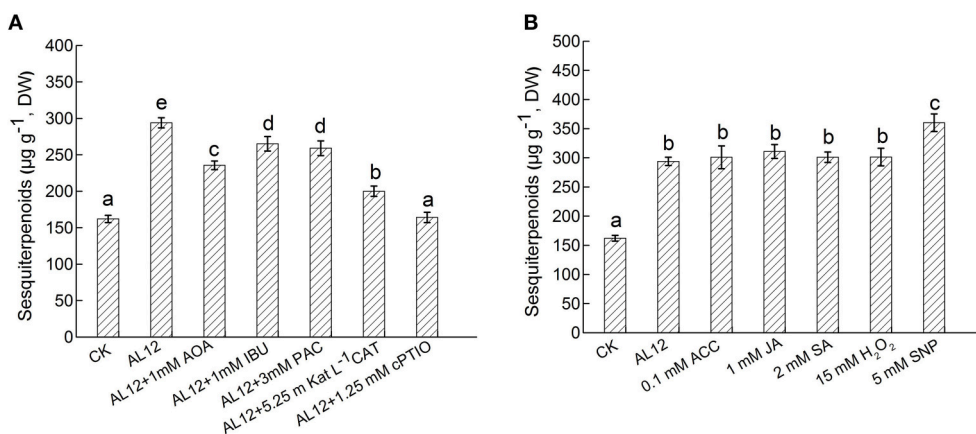 A
Sesquiterpenoids (µg g⁻¹, DW)
400
350
300
250
200
150
100
50
0
a
e
c
d
d
b
a
CK
AL12
AL12+1mM AOA
AL12+1mM IBU
AL12+3mM PAC
AL12+5.25 m Kat L⁻¹CAT
AL12+1.25 mM cPTIO
B
Sesquiterpenoids (µg g⁻¹, DW)
500
450
400
350
300
250
200
150
100
50
0
a
b
b
b
b
b
c
CK
AL12
0.1 mM ACC
1 mM JA
2 mM SA
15 mM H₂O₂
5 mM SNP